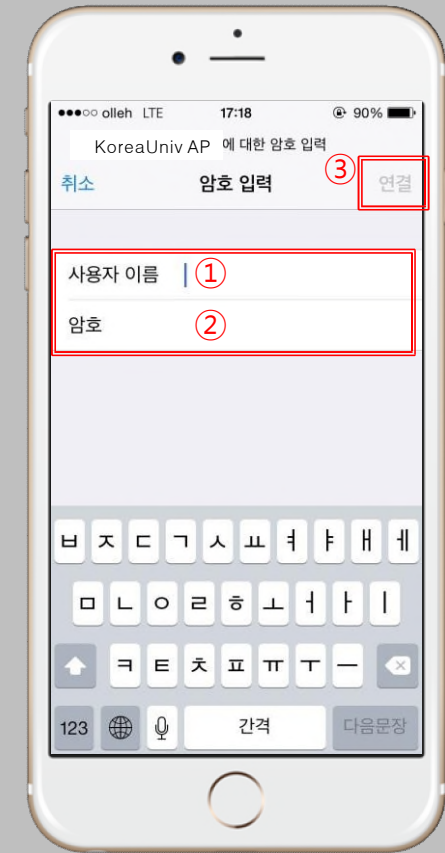 ●●●○○ olleh LTE 17:18 90%
KoreaUniv AP 에 대한 암호 입력
취소 암호 입력 ③ 연결
사용자 이름 ①
암호 ②
ㅂ ㅈ ㄷ ㄱ ㅅ ㅛ ㅕ ㅑ ㅐ ㅔ
ㅁ ㄴ ㅇ ㄹ ㅎ ㅗ ㅓ ㅏ ㅣ
ㅋ ㅌ ㅊ ㅍ ㅠ ㅜ ㅡ
123 간격 다음문장